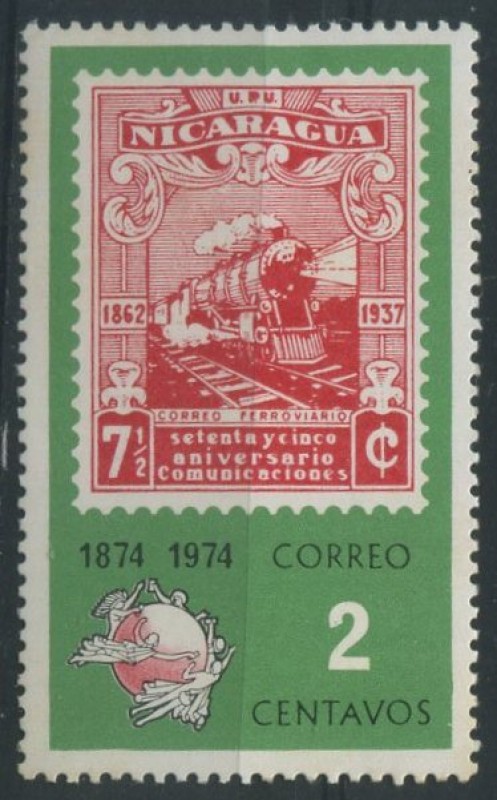 U.P.U.
NICARAGUA
1862 1937
CORREO FERROVIARIO
7½ ¢
setenta y cinco
aniversario
Comunicaciones
1874 1974 CORREO
2
CENTAVOS